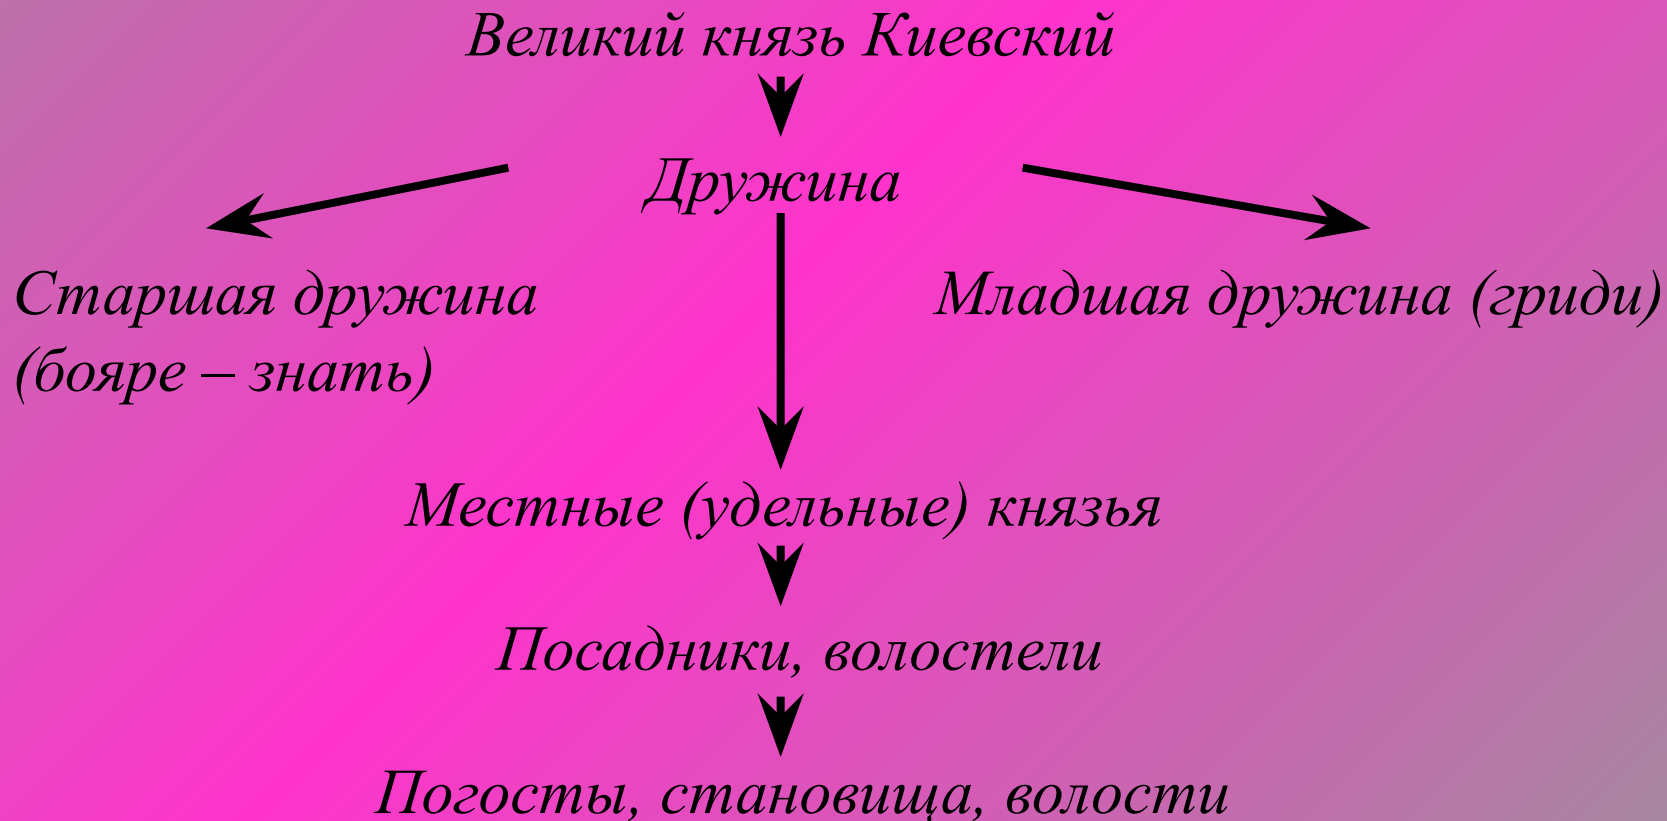 Великий князь Киевский
Дружина
Старшая дружина
(бояре – знать)
Младшая дружина (гриди)
Местные (удельные) князья
Посадники, волостели
Погосты, становища, волости